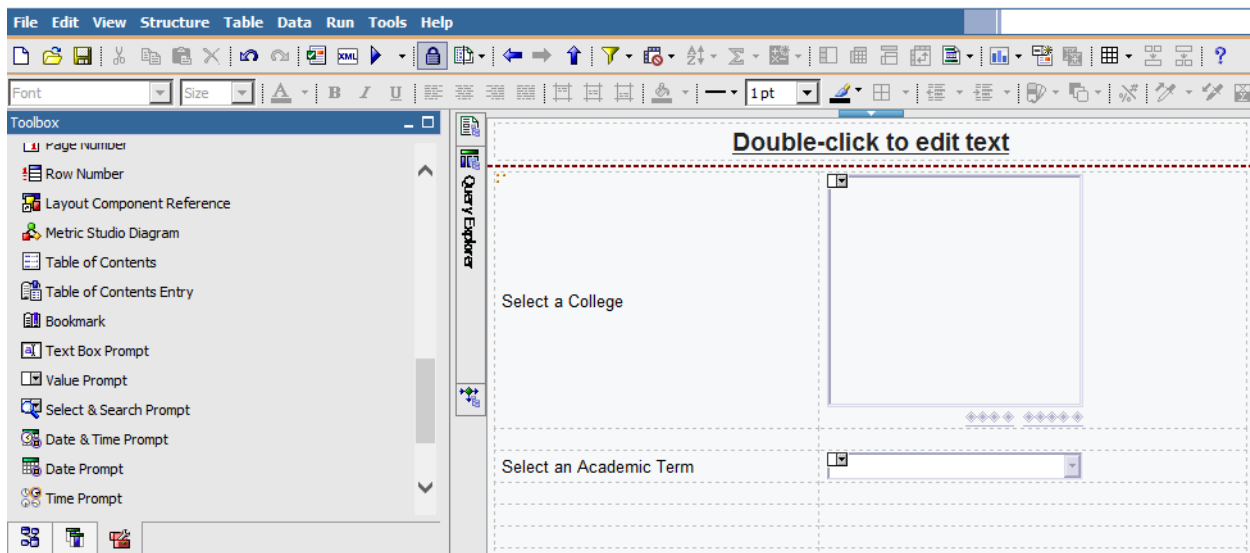 File Edit View Structure Table Data Run Tools Help
Font Size A B I U 1 pt
Toolbox
Page Number
Row Number
Layout Component Reference
Metric Studio Diagram
Table of Contents
Table of Contents Entry
Bookmark
Text Box Prompt
Value Prompt
Select & Search Prompt
Date & Time Prompt
Date Prompt
Time Prompt
Query Explorer
Double-click to edit text
Select a College
Select an Academic Term